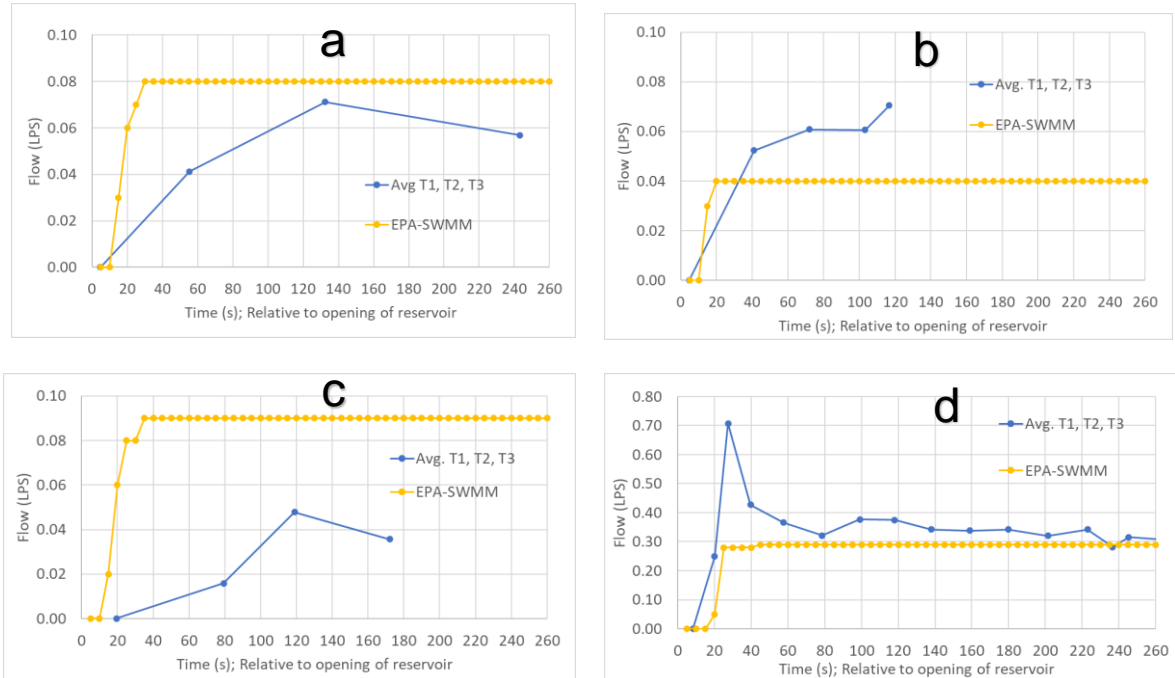 a
0.10
0.08
0.06
0.04
0.02
0.00
Flow (LPS)
Avg T1, T2, T3
EPA-SWMM
0 20 40 60 80 100 120 140 160 180 200 220 240 260
Time (s); Relative to opening of reservoir
b
0.10
0.08
0.06
0.04
0.02
0.00
Flow (LPS)
Avg. T1, T2, T3
EPA-SWMM
0 20 40 60 80 100 120 140 160 180 200 220 240 260
Time (s); Relative to opening of reservoir
c
0.10
0.08
0.06
0.04
0.02
0.00
Flow (LPS)
Avg. T1, T2, T3
EPA-SWMM
0 20 40 60 80 100 120 140 160 180 200 220 240 260
Time (s); Relative to opening of reservoir
d
0.80
0.70
0.60
0.50
0.40
0.30
0.20
0.10
0.00
Flow (LPS)
Avg. T1, T2, T3
EPA-SWMM
0 20 40 60 80 100 120 140 160 180 200 220 240 260
Time (s); Relative to opening of reservoir